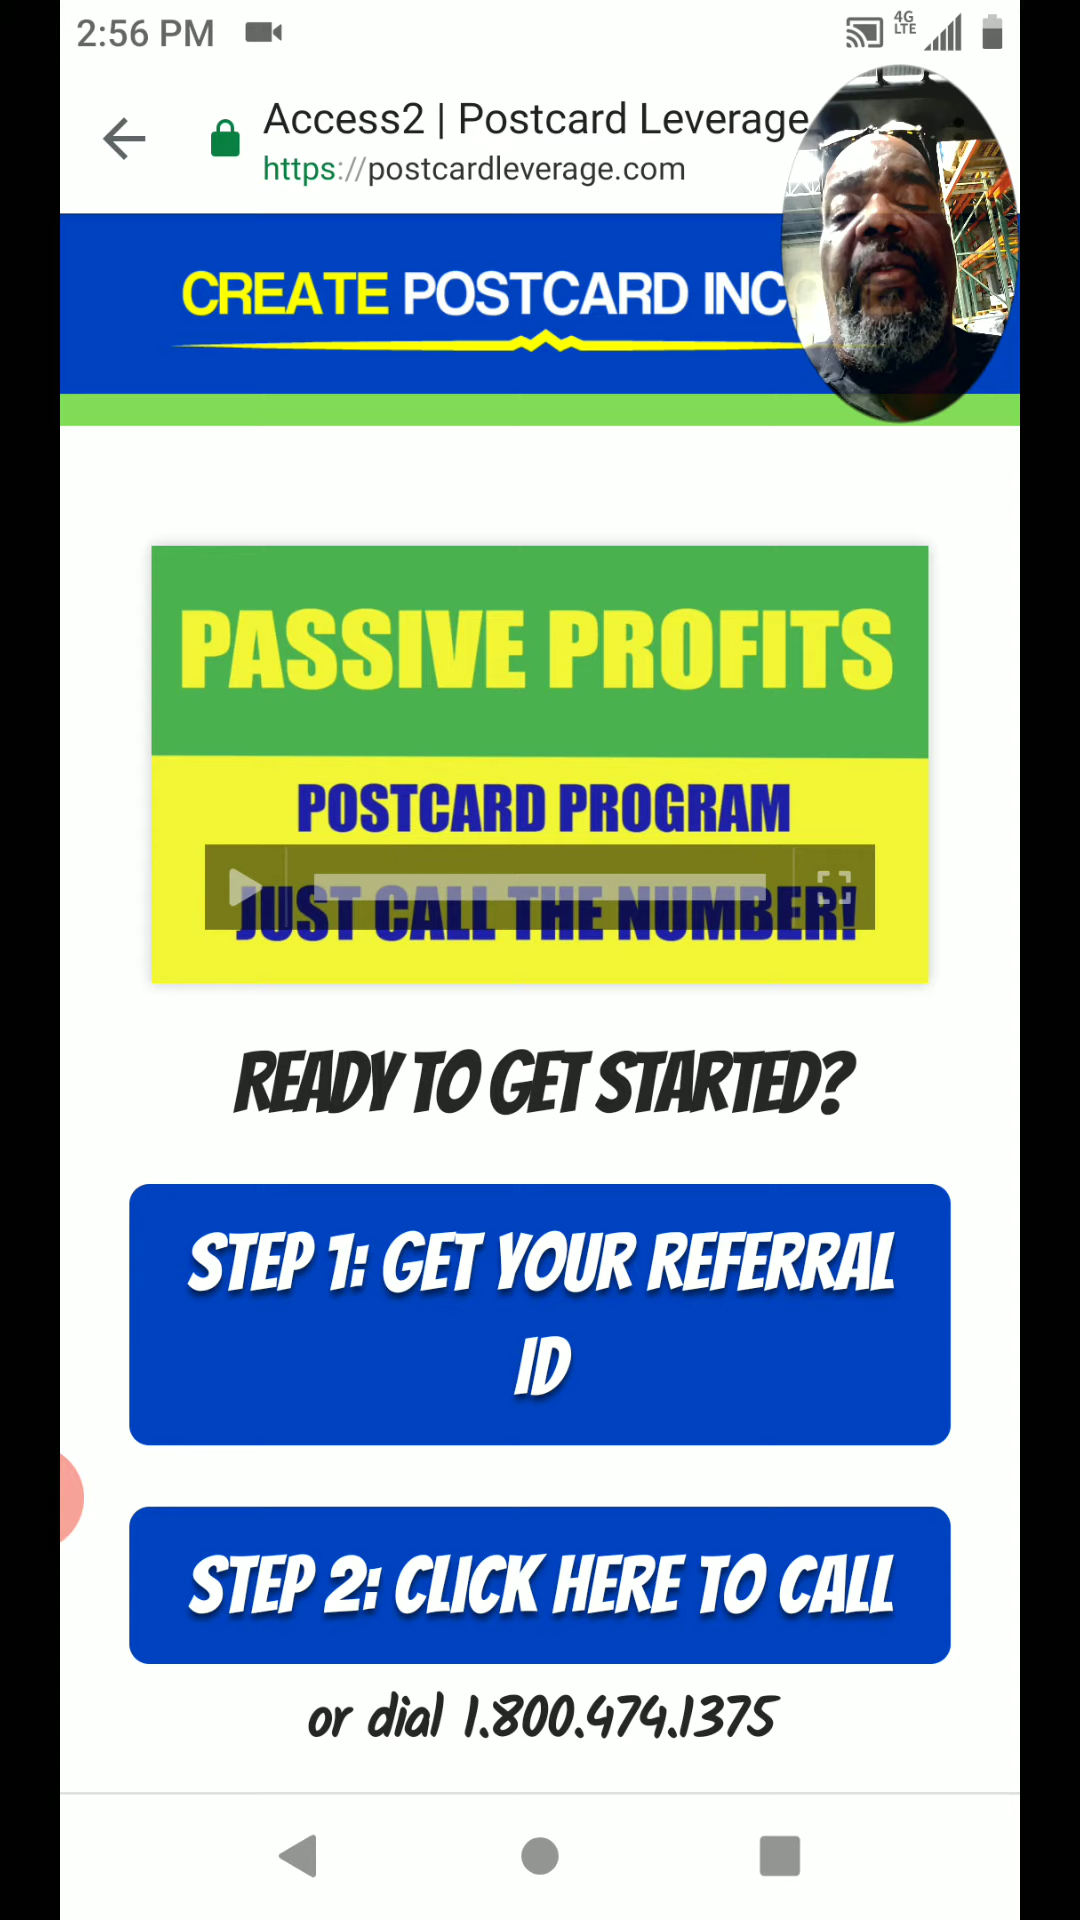 2:56 PM
4G
LTE
Access2 | Postcard Leverage
https://postcardleverage.com
CREATE POSTCARD
PASSIVE PROFITS
POSTCARD PROGRAM
JUST CALL THE NUMBER!
READY TO GET STARTED?
STEP 1: GET YOUR REFERRAL
ID
STEP 2: CLICK HERE TO CALL
or dial 1.800.474.1375